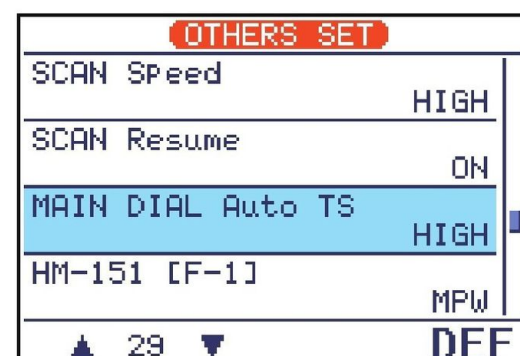 OTHERS SET
SCAN Speed
HIGH
SCAN Resume
ON
MAIN DIAL Auto TS
HIGH
HM-151 [F-1]
MPW
▲ 29 ▼ DEF